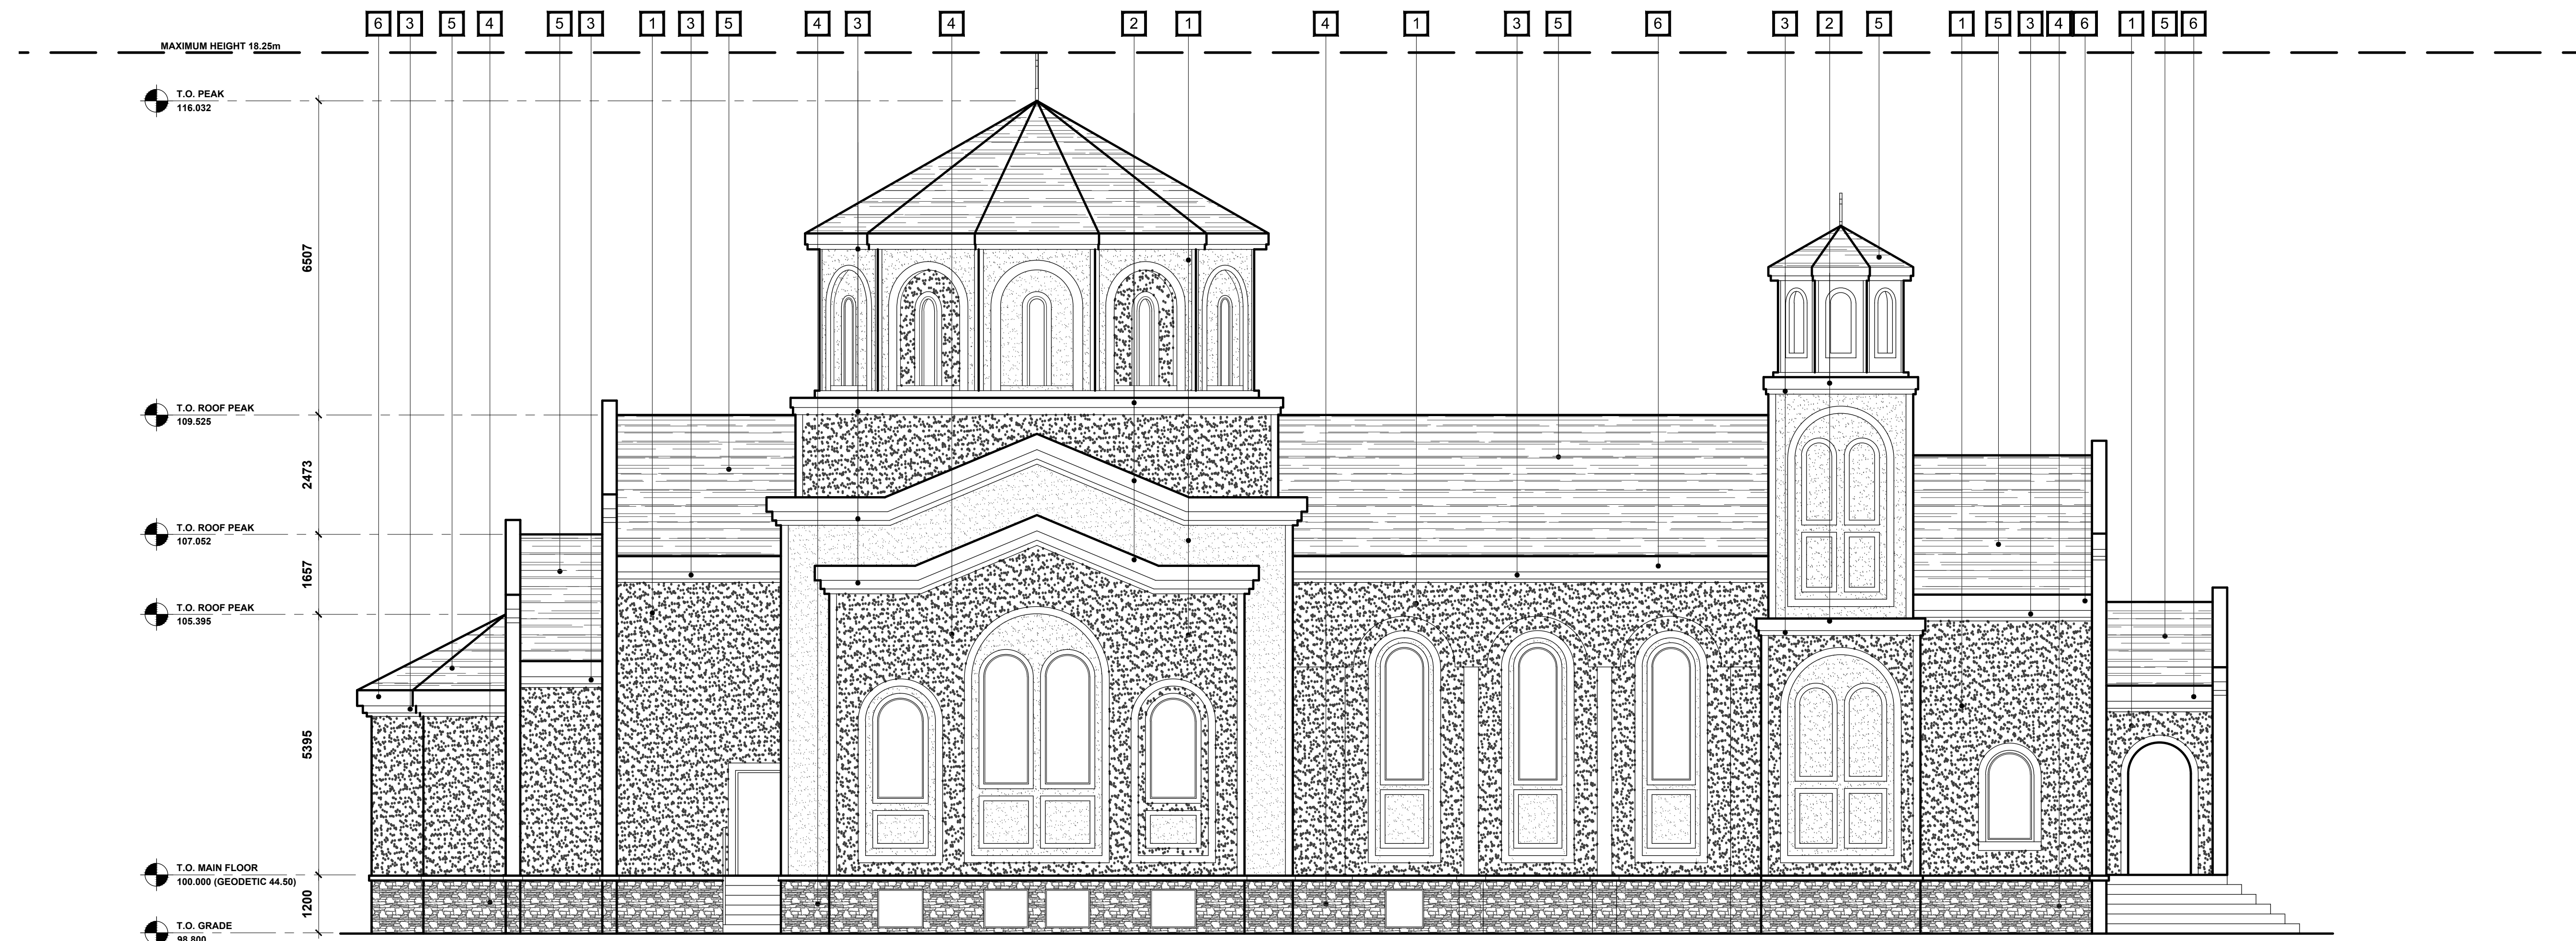 6 3 5 4 5 3 1 3 5 4 3 4 2 1 4 1 3 5 6 3 2 5 1 5 3 4 6 1 5 6
MAXIMUM HEIGHT 18.25m
T.O. PEAK
116.032
6507
T.O. ROOF PEAK
109.525
2473
T.O. ROOF PEAK
107.052
1657
T.O. ROOF PEAK
105.395
5395
T.O. MAIN FLOOR
100.000 (GEODETIC 44.50)
1200
T.O. GRADE
98.800